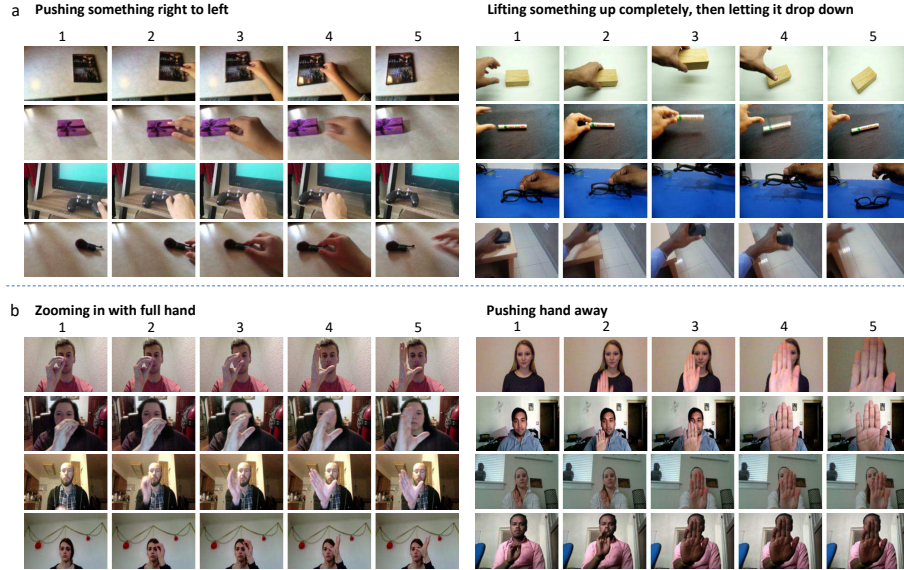 a Pushing something right to left
1 2 3 4 5
Lifting something up completely, then letting it drop down
1 2 3 4 5
b Zooming in with full hand
1 2 3 4 5
Pushing hand away
1 2 3 4 5